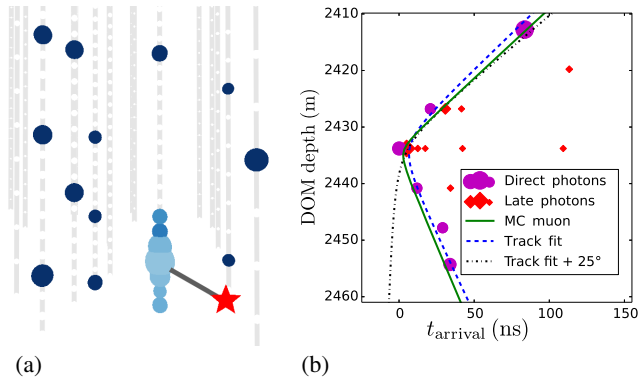 2410
2420
2430
2440
2450
2460
DOM depth (m)
Direct photons
Late photons
MC muon
Track fit
Track fit + 25°
0
50
100
150
t_arrival (ns)
(a)
(b)